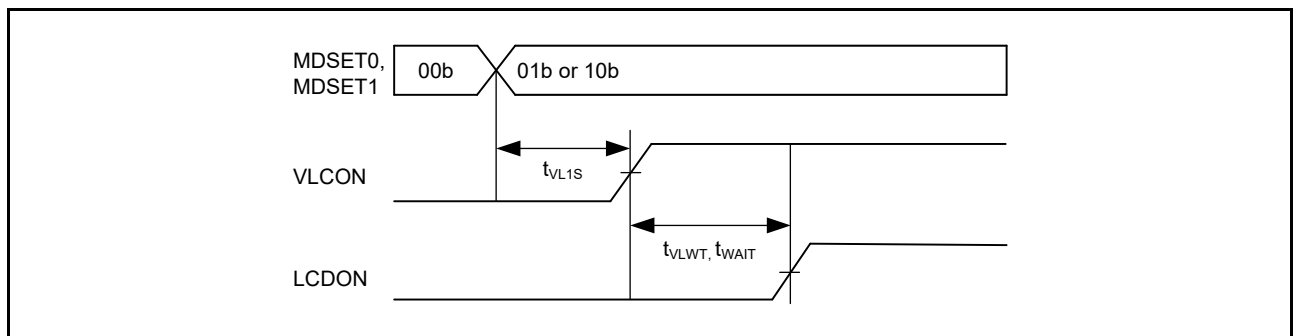 MDSET0,
MDSET1
00b
01b or 10b
tVL1S
VLCON
tVLWT, tWAIT
LCDON